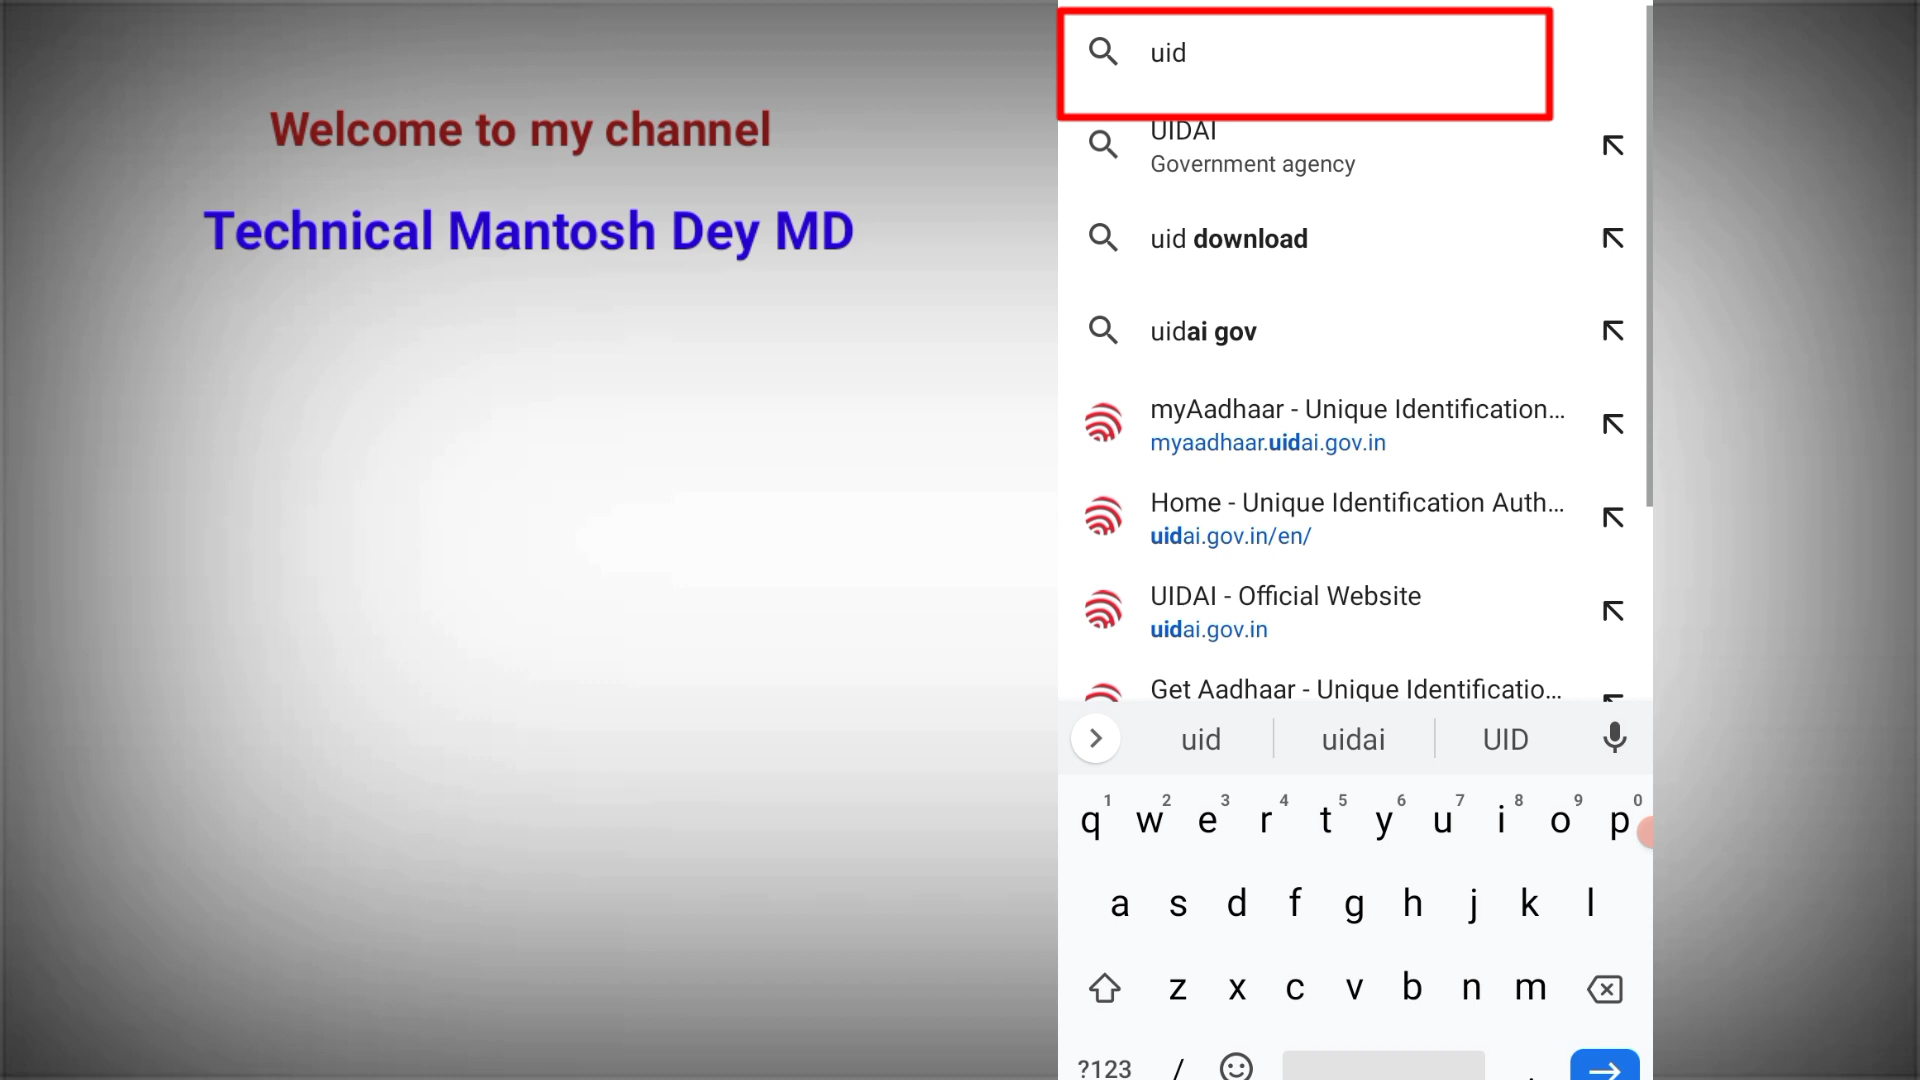 Welcome to my channel
Technical Mantosh Dey MD
uid
UIDAI
Government agency
uid download
uidai gov
myAadhaar - Unique Identification...
myaadhaar.uidai.gov.in
Home - Unique Identification Auth...
uidai.gov.in/en/
UIDAI - Official Website
uidai.gov.in
Get Aadhaar - Unique Identificatio...
uid uidai UID
1 2 3 4 5 6 7 8 9 0
q w e r t y u i o p
a s d f g h j k l
z x c v b n m
?123 / .